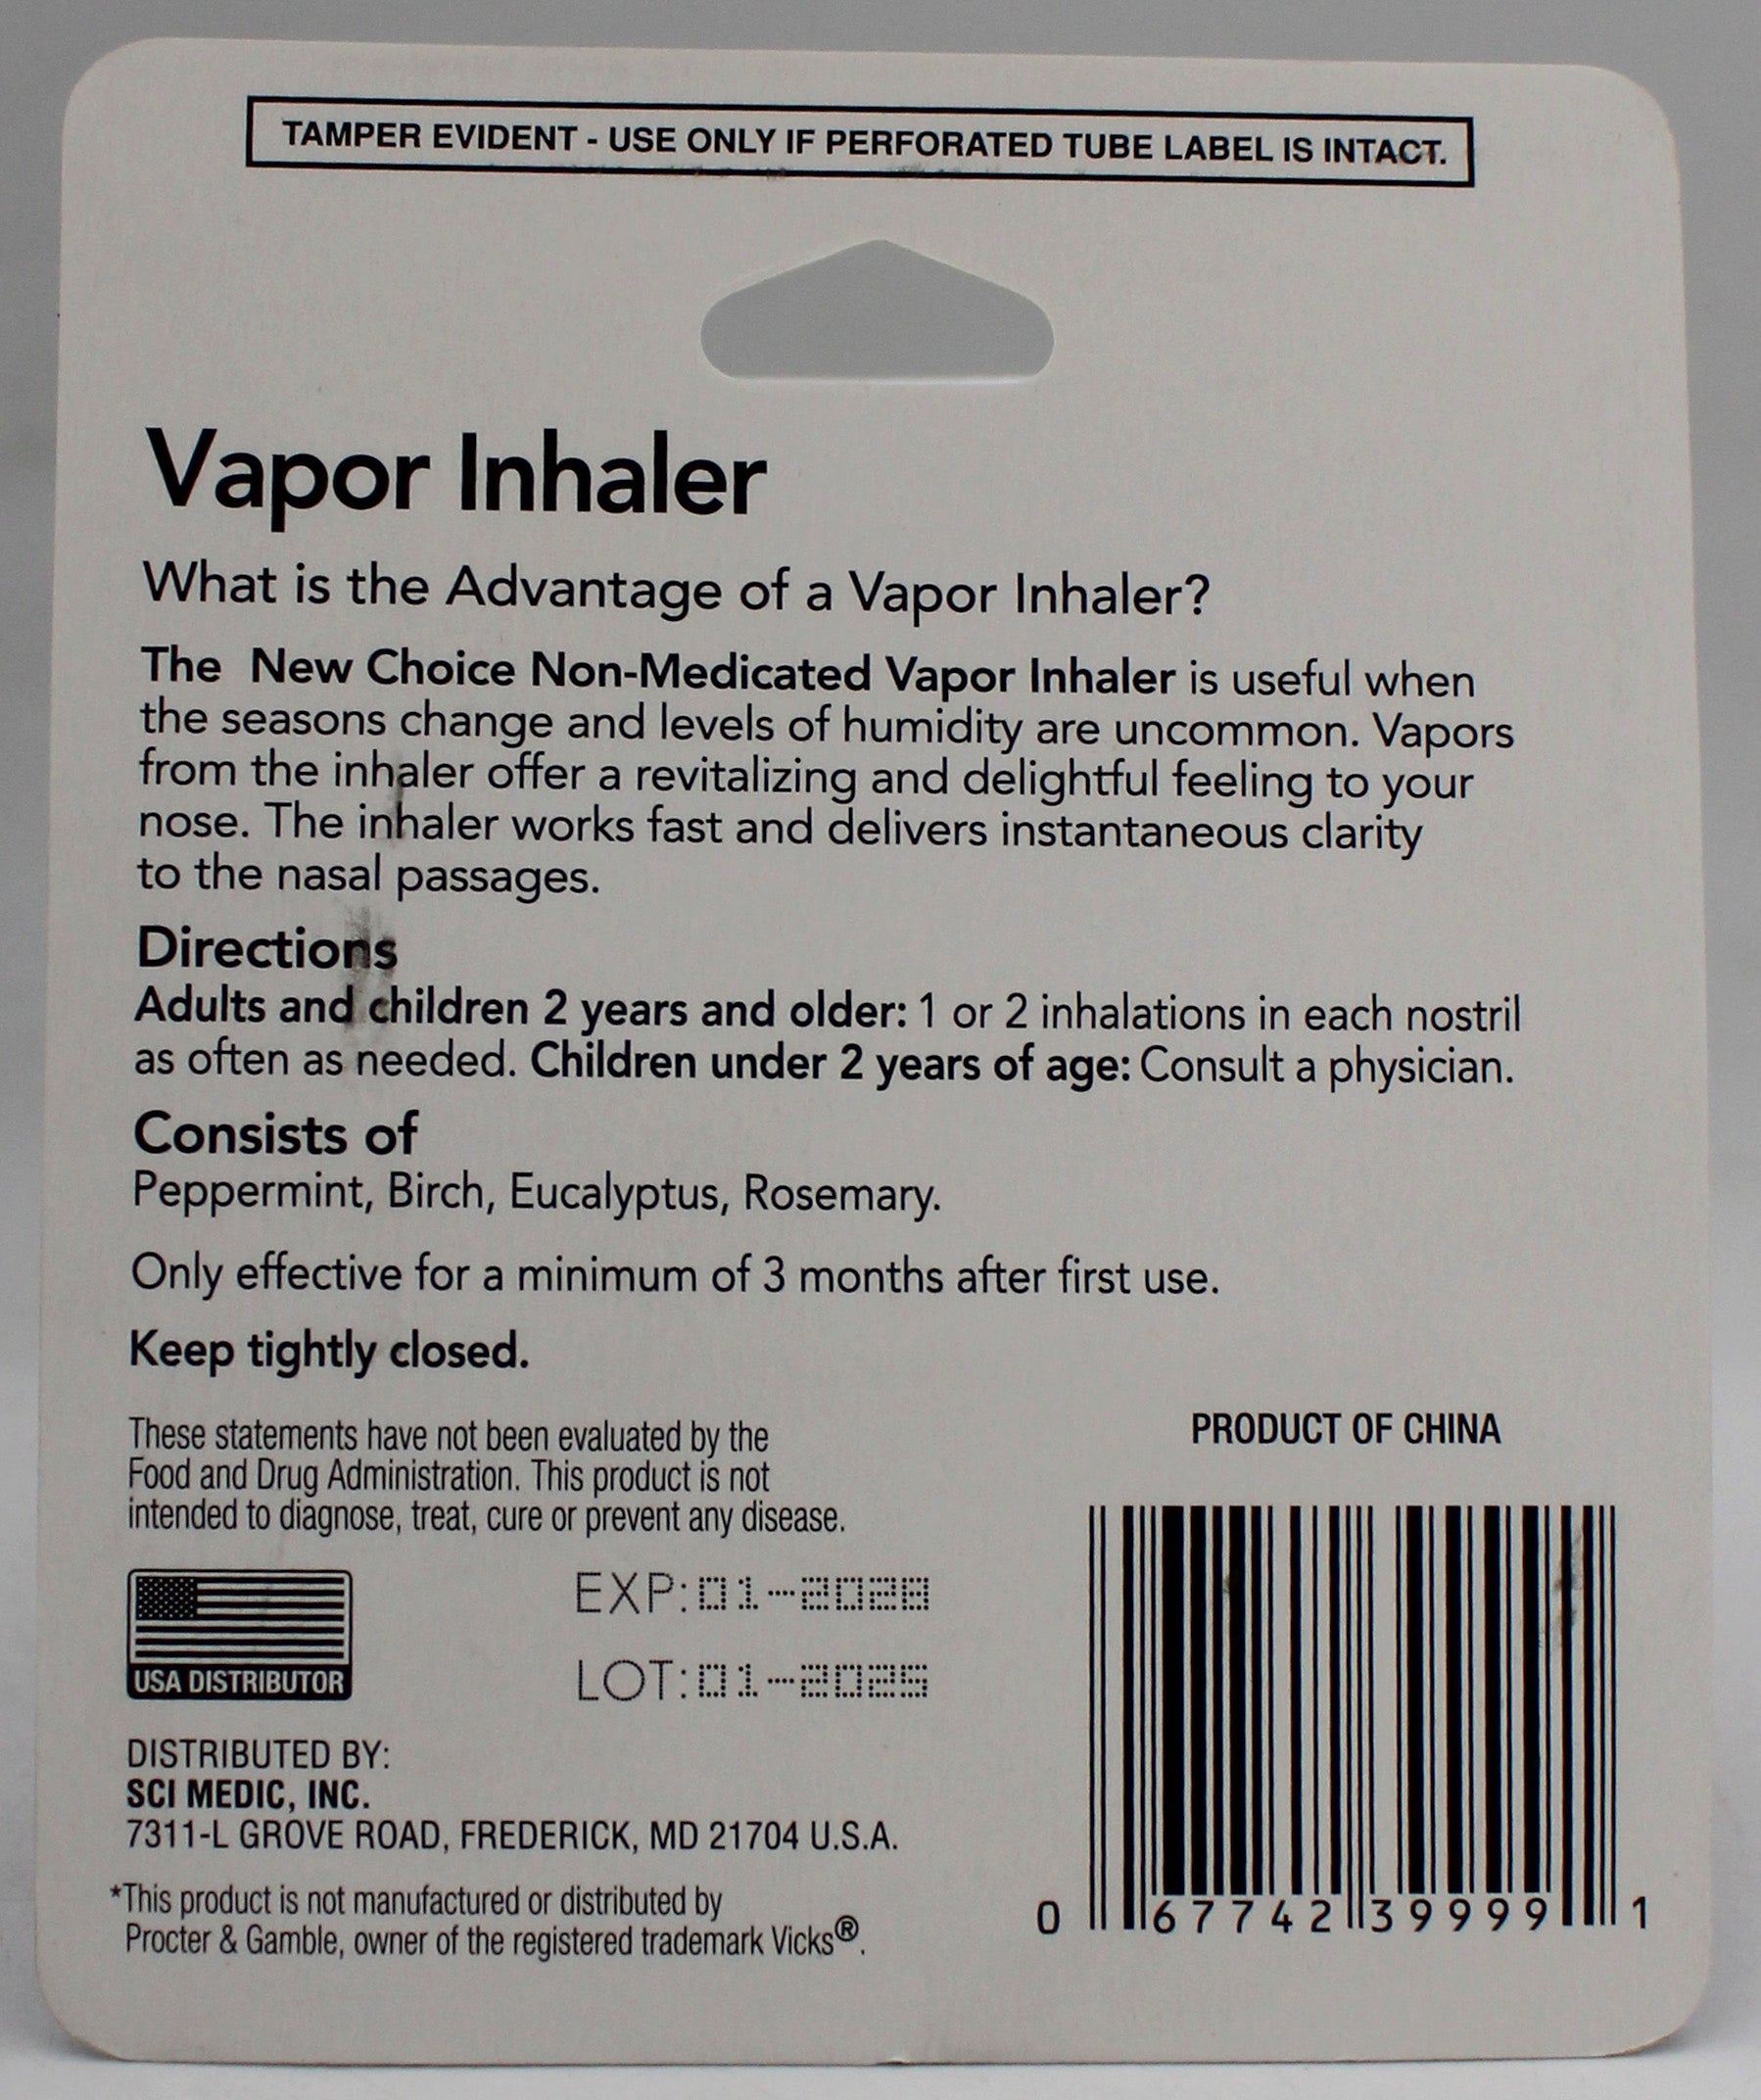 TAMPER EVIDENT - USE ONLY IF PERFORATED TUBE LABEL IS INTACT.
Vapor Inhaler
What is the Advantage of a Vapor Inhaler?
The New Choice Non-Medicated Vapor Inhaler is useful when
the seasons change and levels of humidity are uncommon. Vapors
from the inhaler offer a revitalizing and delightful feeling to your
nose. The inhaler works fast and delivers instantaneous clarity
to the nasal passages.
Directions
Adults and children 2 years and older: 1 or 2 inhalations in each nostril
as often as needed. Children under 2 years of age: Consult a physician.
Consists of
Peppermint, Birch, Eucalyptus, Rosemary.
Only effective for a minimum of 3 months after first use.
Keep tightly closed.
These statements have not been evaluated by the
Food and Drug Administration. This product is not
intended to diagnose, treat, cure or prevent any disease.
USA DISTRIBUTOR
EXP:01-2028
LOT:01-2025
DISTRIBUTED BY:
SCI MEDIC, INC.
7311-L GROVE ROAD, FREDERICK, MD 21704 U.S.A.
*This product is not manufactured or distributed by
Procter & Gamble, owner of the registered trademark Vicks®.
PRODUCT OF CHINA
0 67742 39999 1